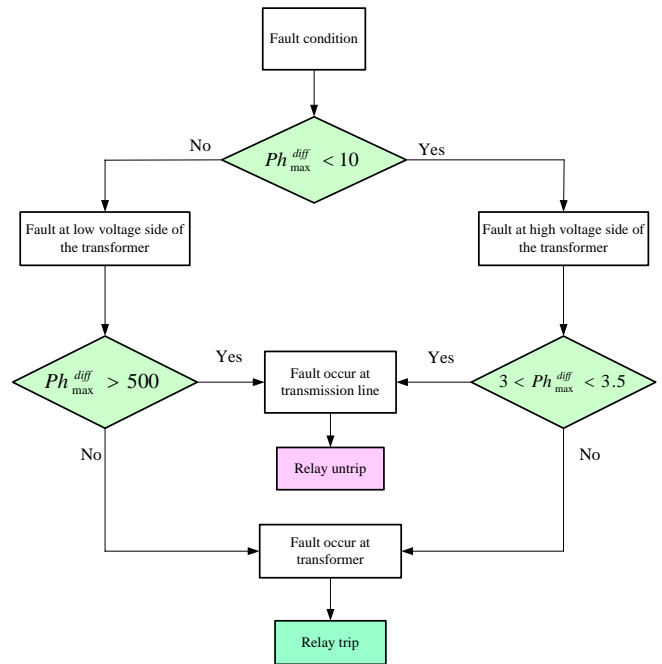 Fault condition
No
Ph_max^diff < 10
Yes
Fault at low voltage side of
the transformer
Fault at high voltage side of
the transformer
Ph_max^diff > 500
Yes
Fault occur at
transmission line
Yes
3 < Ph_max^diff < 3.5
No
Relay untrip
No
Fault occur at
transformer
Relay trip